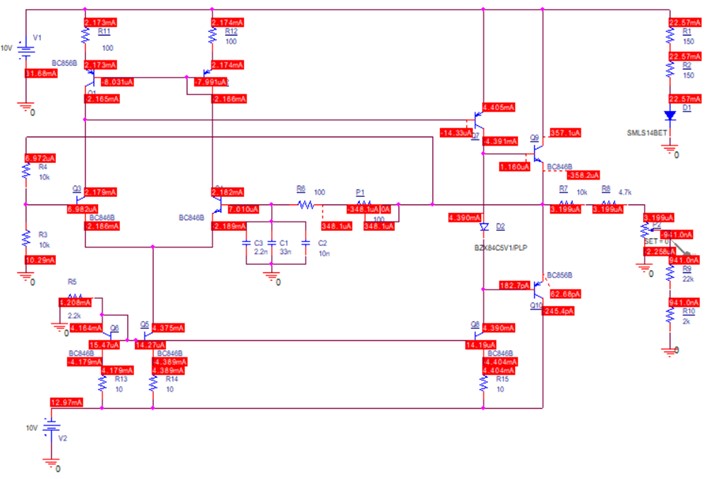 2.173mA
R11
100
2.174mA
R12
100
22.57mA
R1
150
10V
V1
31.68mA
0
BC856B
2.173mA
-8.031uA
2.165mA
2.174mA
-7.991uA
2.166mA
22.57mA
R2
150
22.57mA
D1
SMLS14BET
0
4.405mA
-14.33uA
-4.391mA
Q9
357.1uA
1.160uA
BC846B
-358.2uA
6.972uA
R4
10k
Q3
2.179mA
6.982uA
BC846B
-2.186mA
2.182mA
7.010uA
BC846B
-2.189mA
R6
100
348.1uA
P1
-348.1uA
0A
100
348.1uA
R7
10k
3.199uA
R8
4.7k
3.199uA
3.199uA
SET = 0
-941.0nA
-2.258uA
0
R3
10k
10.29nA
0
C3
2.2n
C1
33n
C2
10n
0
4.390mA
D2
BZX84C5V1/PLP
941.0nA
R9
22k
941.0nA
R10
2k
0
BC856B
182.7pA
62.68pA
Q10
245.4pA
R5
1.208mA
2.2k
0
4.164mA
Q6
15.47uA
BC846B
-4.179mA
4.179mA
R13
10
Q5
4.375mA
14.27uA
BC846B
-4.389mA
4.389mA
R14
10
Q8
4.390mA
14.19uA
BC846B
-4.404mA
4.404mA
R15
10
12.97mA
10V
V2
0